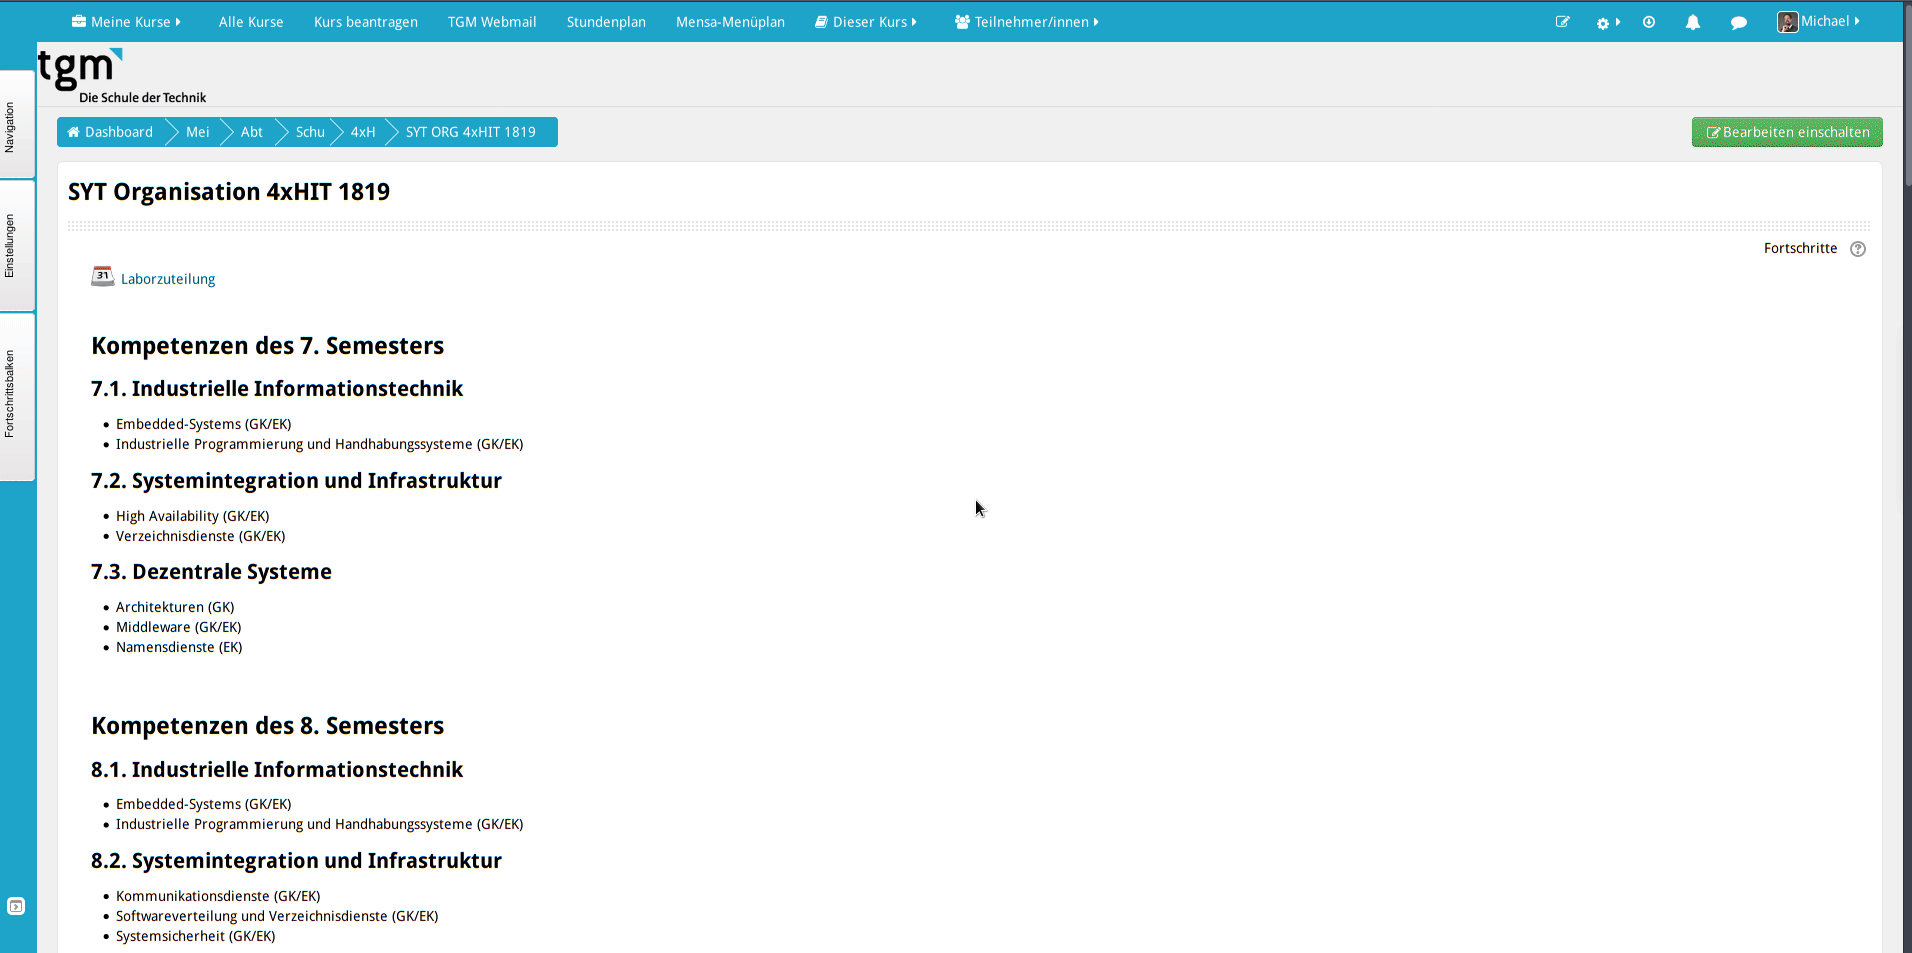 Meine Kurse Alle Kurse Kurs beantragen TGM Webmail Stundenplan Mensa-Menüplan Dieser Kurs Teilnehmer/innen Michael
tgm
Die Schule der Technik
Navigation
Einstellungen
Fortschrittsbalken
Dashboard Mei Abt Schu 4xH SYT ORG 4xHIT 1819 Bearbeiten einschalten
SYT Organisation 4xHIT 1819
Fortschritte ?
31 Laborzuteilung
Kompetenzen des 7. Semesters
7.1. Industrielle Informationstechnik
• Embedded-Systems (GK/EK)
• Industrielle Programmierung und Handhabungssysteme (GK/EK)
7.2. Systemintegration und Infrastruktur
• High Availability (GK/EK)
• Verzeichnisdienste (GK/EK)
7.3. Dezentrale Systeme
• Architekturen (GK)
• Middleware (GK/EK)
• Namensdienste (EK)
Kompetenzen des 8. Semesters
8.1. Industrielle Informationstechnik
• Embedded-Systems (GK/EK)
• Industrielle Programmierung und Handhabungssysteme (GK/EK)
8.2. Systemintegration und Infrastruktur
• Kommunikationsdienste (GK/EK)
• Softwareverteilung und Verzeichnisdienste (GK/EK)
• Systemsicherheit (GK/EK)